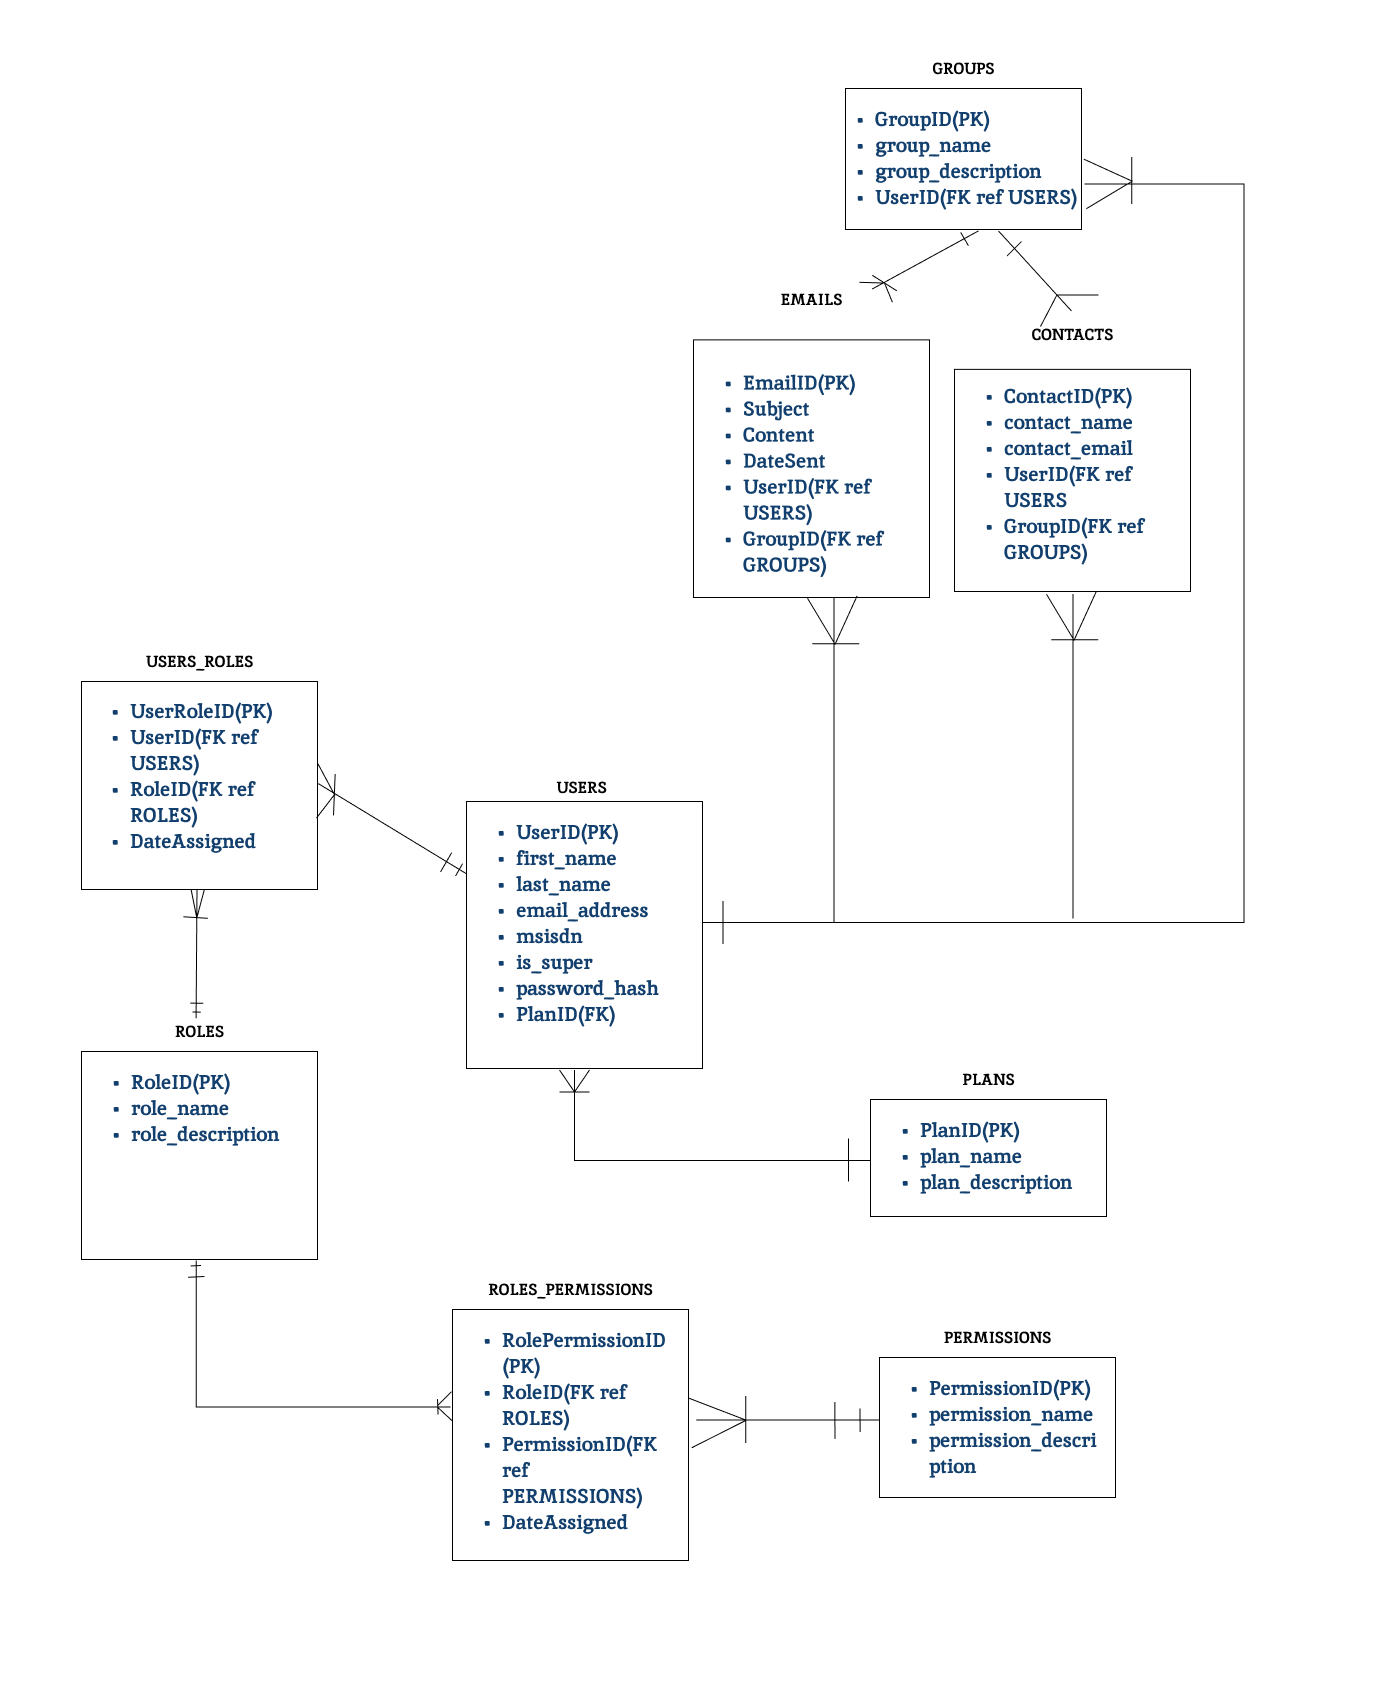 GROUPS
GroupID(PK)
group_name
group_description
UserID(FK ref USERS)
EMAILS
EmailID(PK)
Subject
Content
DateSent
UserID(FK ref
USERS)
GroupID(FK ref
GROUPS)
CONTACTS
ContactID(PK)
contact_name
contact_email
UserID(FK ref
USERS
GroupID(FK ref
GROUPS)
USERS_ROLES
UserRoleID(PK)
UserID(FK ref
USERS)
RoleID(FK ref
ROLES)
DateAssigned
USERS
UserID(PK)
first_name
last_name
email_address
msisdn
is_super
password_hash
PlanID(FK)
ROLES
RoleID(PK)
role_name
role_description
PLANS
PlanID(PK)
plan_name
plan_description
ROLES_PERMISSIONS
RolePermissionID
(PK)
RoleID(FK ref
ROLES)
PermissionID(FK
ref
PERMISSIONS)
DateAssigned
PERMISSIONS
PermissionID(PK)
permission_name
permission_descri
ption